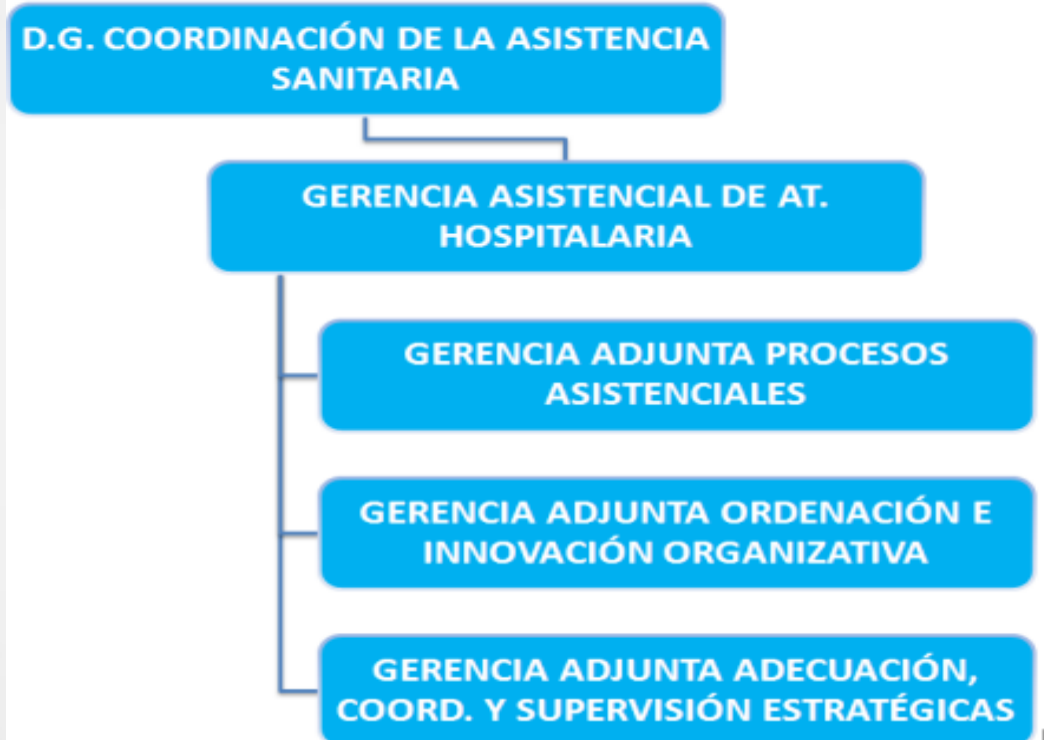 D.G. COORDINACIÓN DE LA ASISTENCIA
SANITARIA
GERENCIA ASISTENCIAL DE AT.
HOSPITALARIA
GERENCIA ADJUNTA PROCESOS
ASISTENCIALES
GERENCIA ADJUNTA ORDENACIÓN E
INNOVACIÓN ORGANIZATIVA
GERENCIA ADJUNTA ADECUACIÓN,
COORD. Y SUPERVISIÓN ESTRATÉGICAS